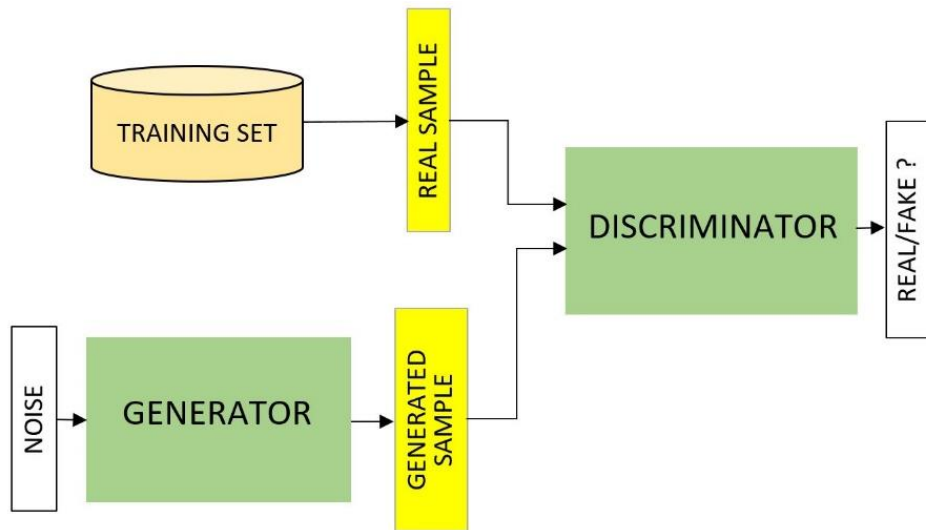 TRAINING SET
REAL SAMPLE
DISCRIMINATOR
REAL/FAKE ?
NOISE
GENERATOR
GENERATED
SAMPLE